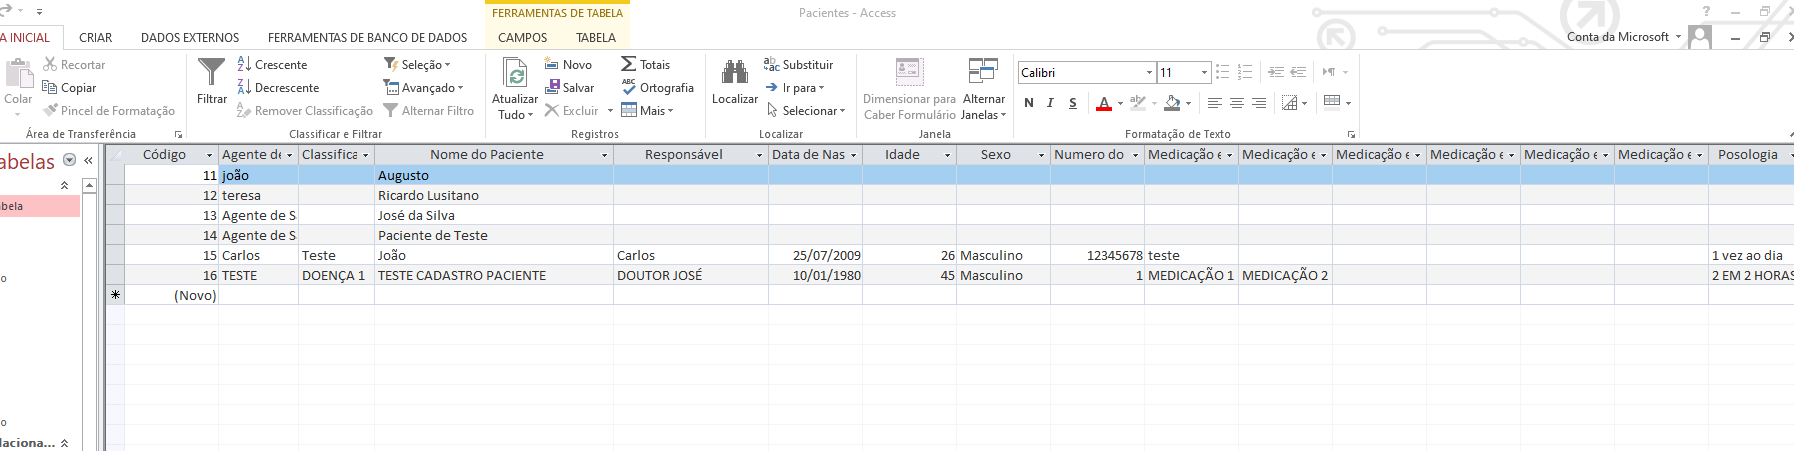 FERRAMENTAS DE TABELA
Pacientes - Access
A INICIAL CRIAR DADOS EXTERNOS FERRAMENTAS DE BANCO DE DADOS CAMPOS TABELA Conta da Microsoft
Colar
Recortar
Copiar
Pincel de Formatação
Área de Transferência
Filtrar
Crescente
Decrescente
Remover Classificação
Seleção
Avançado
Alternar Filtro
Classificar e Filtrar
Atualizar
Tudo
Novo
Salvar
Excluir
Totais
Ortografia
Mais
Registros
Localizar
Substituir
Ir para
Selecionar
Localizar
Dimensionar para
Caber Formulário
Alternar
Janelas
Janela
Calibri 11
N I S A
Formatação de Texto
abelas
abela
o
o
laciona...
Código Agente de Classifica Nome do Paciente Responsável Data de Nas Idade Sexo Numero do Medicação e Medicação e Medicação e Medicação e Medicação e Medicação e Posologia
11 joão Augusto
12 teresa Ricardo Lusitano
13 Agente de S José da Silva
14 Agente de S Paciente de Teste
15 Carlos Teste João Carlos 25/07/2009 26 Masculino 12345678 teste 1 vez ao dia
16 TESTE DOENÇA 1 TESTE CADASTRO PACIENTE DOUTOR JOSÉ 10/01/1980 45 Masculino 1 MEDICAÇÃO 1 MEDICAÇÃO 2 2 EM 2 HORAS
(Novo)